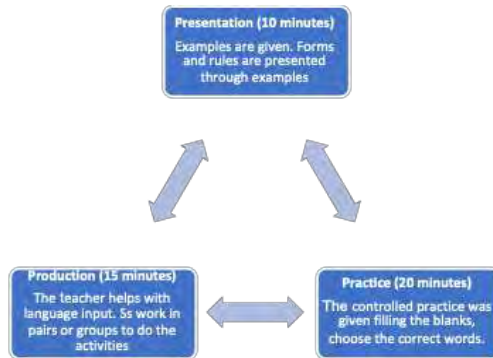 Presentation (10 minutes)
Examples are given. Forms
and rules are presented
through examples
Production (15 minutes)
The teacher helps with
language input. Ss work in
pairs or groups to do the
activities
Practice (20 minutes)
The controlled practice was
given filling the blanks,
choose the correct words.